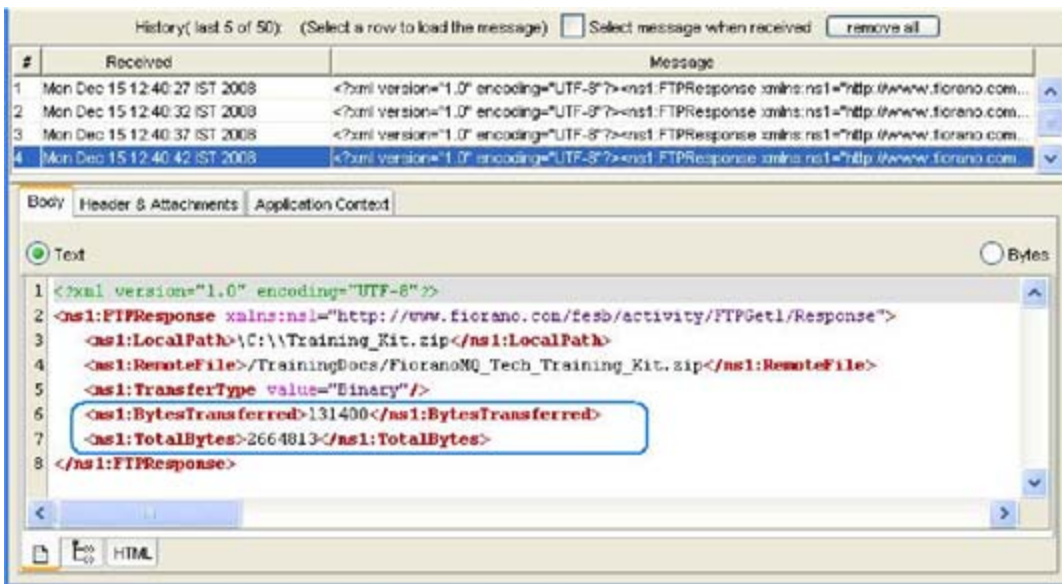 History( last 5 of 50): (Select a row to load the message) Select message when received remove all
# Received Message
1 Mon Dec 15 12:40:27 IST 2008 <?xml version="1.0" encoding="UTF-8"?><ns1:FTPResponse xmlns:ns1="http://www.fiorano.com...
2 Mon Dec 15 12:40:32 IST 2008 <?xml version="1.0" encoding="UTF-8"?><ns1:FTPResponse xmlns:ns1="http://www.fiorano.com...
3 Mon Dec 15 12:40:37 IST 2008 <?xml version="1.0" encoding="UTF-8"?><ns1:FTPResponse xmlns:ns1="http://www.fiorano.com...
4 Mon Dec 15 12:40:42 IST 2008 <?xml version="1.0" encoding="UTF-8"?><ns1:FTPResponse xmlns:ns1="http://www.fiorano.com...
Body Header & Attachments Application Context
Text Bytes
1 <?xml version="1.0" encoding="UTF-8"?>
2 <ns1:FTPResponse xmlns:ns1="http://www.fiorano.com/fesb/activity/FTPGet1/Response">
3 <ns1:LocalPath>\C:\\Training_Kit.zip</ns1:LocalPath>
4 <ns1:RemoteFile>/TrainingDocs/FioranoMQ_Tech_Training_Kit.zip</ns1:RemoteFile>
5 <ns1:TransferType value="Binary"/>
6 <ns1:BytesTransferred>131400</ns1:BytesTransferred>
7 <ns1:TotalBytes>2664813</ns1:TotalBytes>
8 </ns1:FTPResponse>
HTML